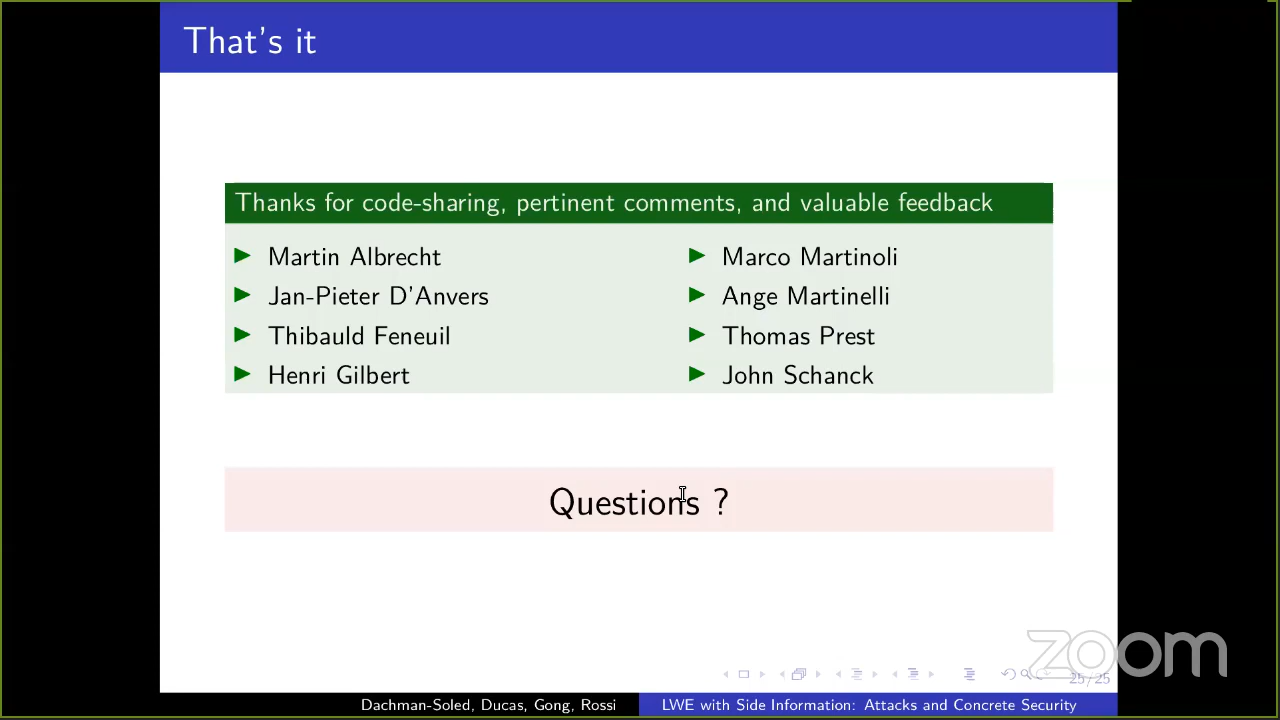 That's it
Thanks for code-sharing, pertinent comments, and valuable feedback
Martin Albrecht
Jan-Pieter D'Anvers
Thibauld Feneuil
Henri Gilbert
Marco Martinoli
Ange Martinelli
Thomas Prest
John Schanck
Questions ?
zoom
25/25
Dachman-Soled, Ducas, Gong, Rossi
LWE with Side Information: Attacks and Concrete Security